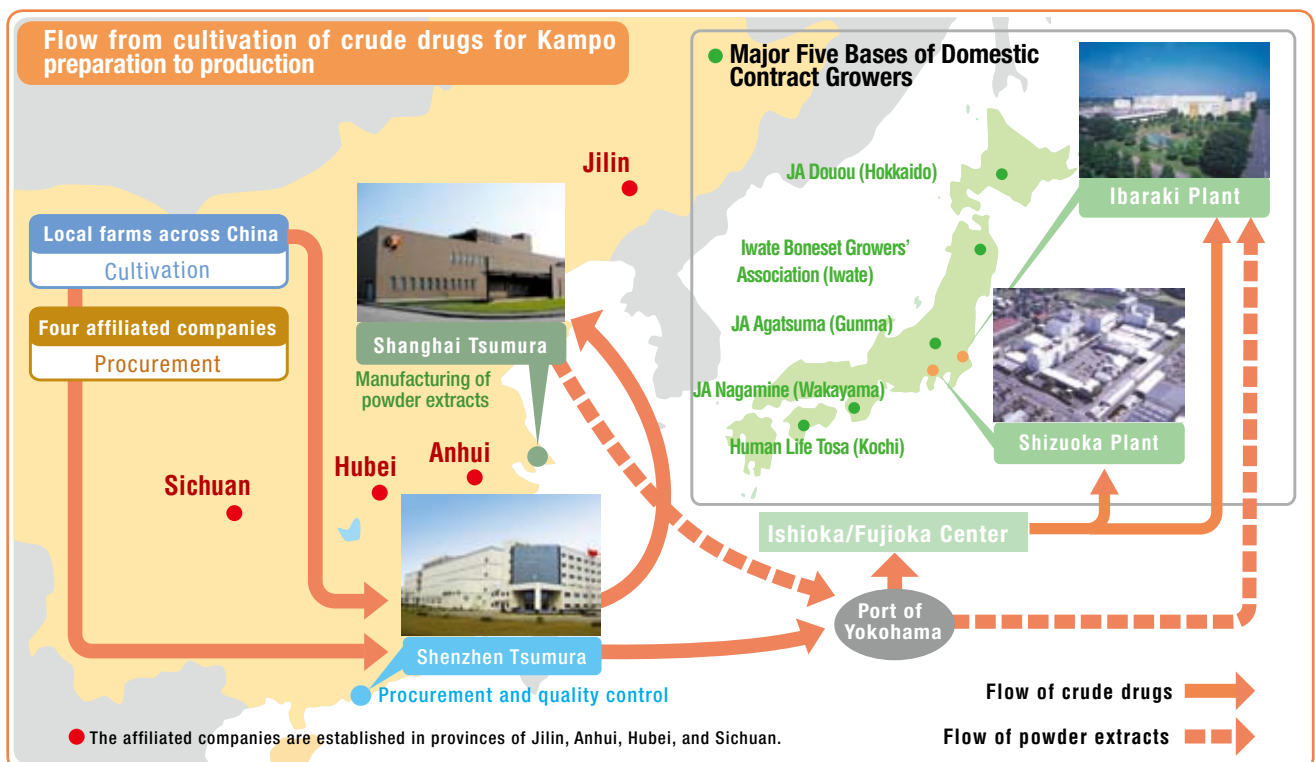 Flow from cultivation of crude drugs for Kampo
preparation to production
Major Five Bases of Domestic
Contract Growers
Jilin
JA Douou (Hokkaido)
Ibaraki Plant
Local farms across China
Cultivation
Iwate Boneset Growers'
Association (Iwate)
Four affiliated companies
Procurement
Shanghai Tsumura
Manufacturing of
powder extracts
JA Agatsuma (Gunma)
JA Nagamine (Wakayama)
Human Life Tosa (Kochi)
Shizuoka Plant
Sichuan
Hubei
Anhui
Ishioka/Fujioka Center
Port of
Yokohama
Shenzhen Tsumura
Procurement and quality control
Flow of crude drugs
Flow of powder extracts
The affiliated companies are established in provinces of Jilin, Anhui, Hubei, and Sichuan.